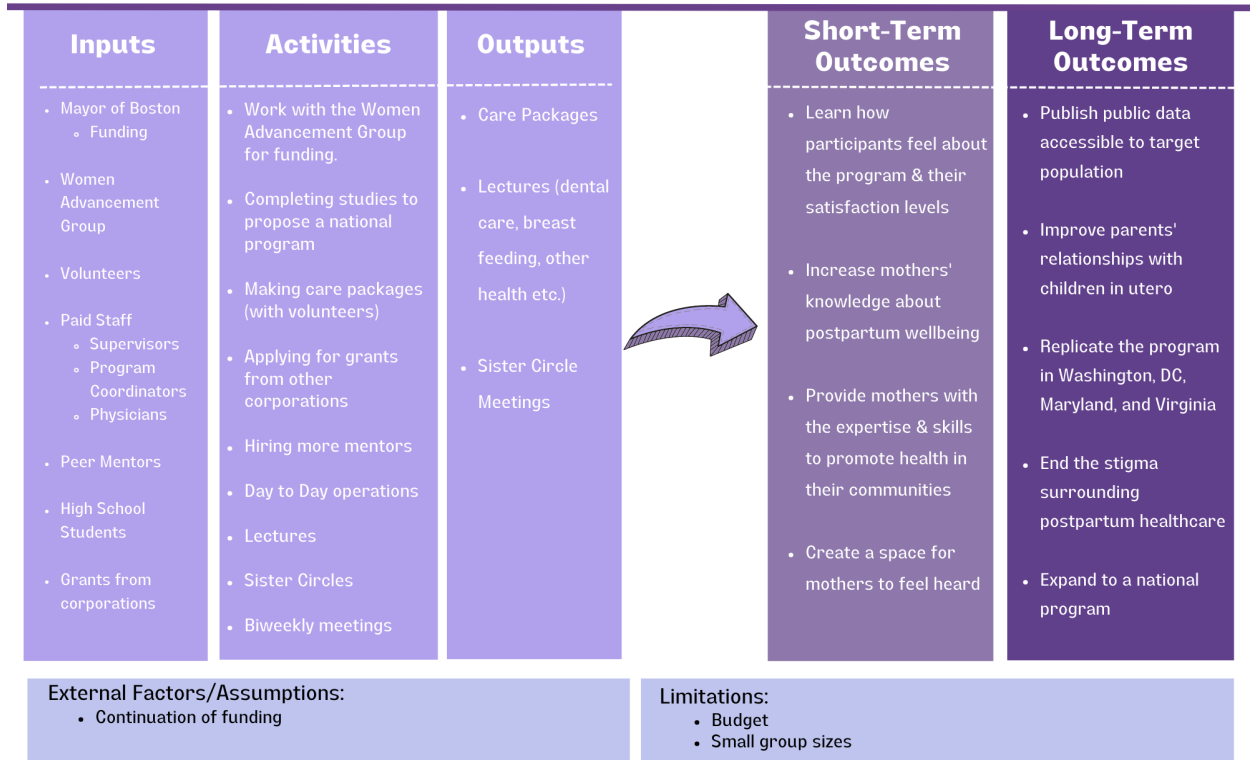 Inputs
• Mayor of Boston
◦ Funding
• Women
Advancement
Group
• Volunteers
• Paid Staff
◦ Supervisors
◦ Program
Coordinators
◦ Physicians
• Peer Mentors
• High School
Students
• Grants from
corporations
Activities
• Work with the Women
Advancement Group
for funding.
• Completing studies to
propose a national
program
• Making care packages
(with volunteers)
• Applying for grants
from other
corporations
• Hiring more mentors
• Day to Day operations
• Lectures
• Sister Circles
• Biweekly meetings
Outputs
• Care Packages
• Lectures (dental
care, breast
feeding, other
health etc.)
• Sister Circle
Meetings
Short-Term
Outcomes
• Learn how
participants feel about
the program & their
satisfaction levels
• Increase mothers'
knowledge about
postpartum wellbeing
• Provide mothers with
the expertise & skills
to promote health in
their communities
• Create a space for
mothers to feel heard
Long-Term
Outcomes
• Publish public data
accessible to target
population
• Improve parents'
relationships with
children in utero
• Replicate the program
in Washington, DC,
Maryland, and Virginia
• End the stigma
surrounding
postpartum healthcare
• Expand to a national
program
External Factors/Assumptions:
• Continuation of funding
Limitations:
• Budget
• Small group sizes